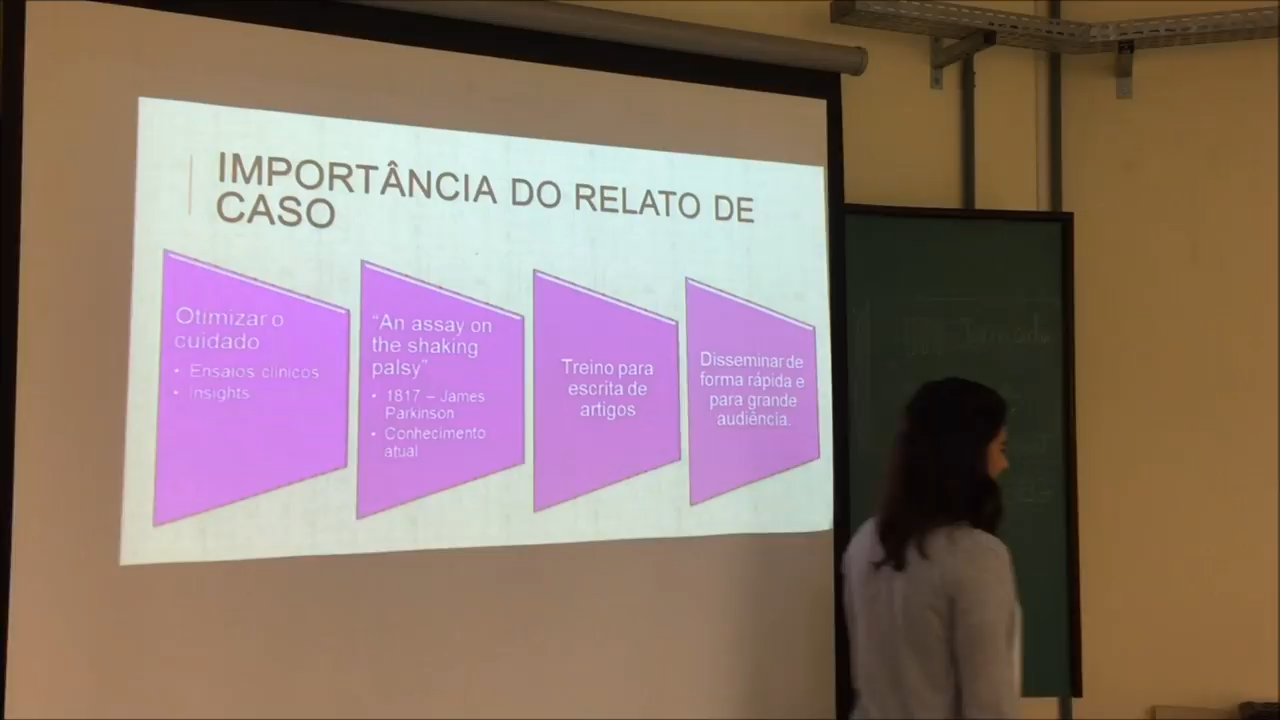 IMPORTÂNCIA DO RELATO DE
CASO
Otimizar o
cuidado
• Ensaios clínicos
• Insights
“An assay on
the shaking
palsy”
• 1817 – James
Parkinson
• Conhecimento
atual
Treino para
escrita de
artigos
Disseminar de
forma rápida e
para grande
audiência.